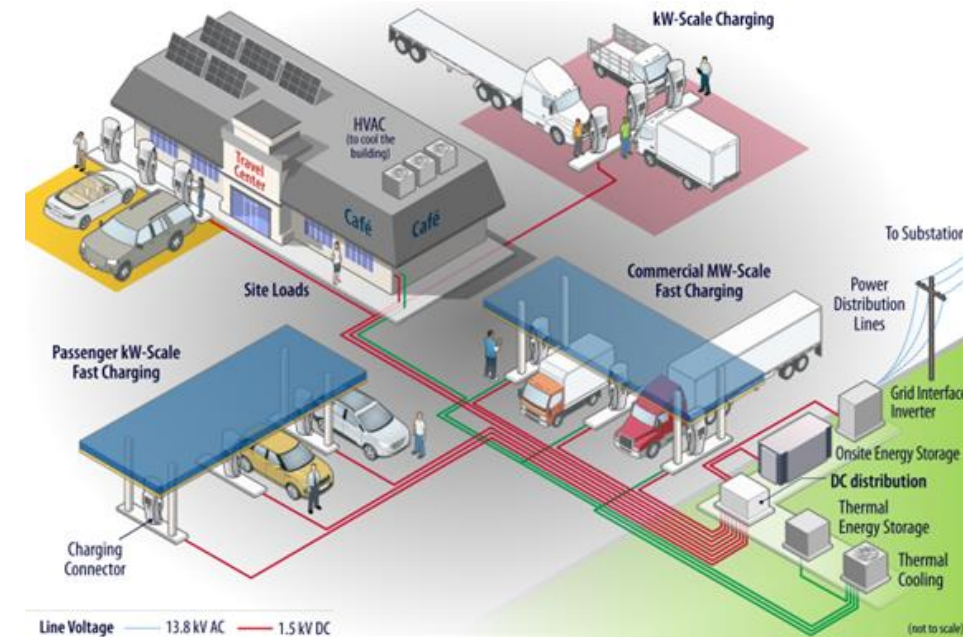 kW-Scale Charging
HVAC
(to cool the
building)
Travel
Center
Café
Café
To Substation
Site Loads
Commercial MW-Scale
Fast Charging
Power
Distribution
Lines
Passenger kW-Scale
Fast Charging
Grid Interface
Inverter
Onsite Energy Storage
DC distribution
Thermal
Energy Storage
Charging
Connector
Thermal
Cooling
Line Voltage 13.8 kV AC 1.5 kV DC
(not to scale)